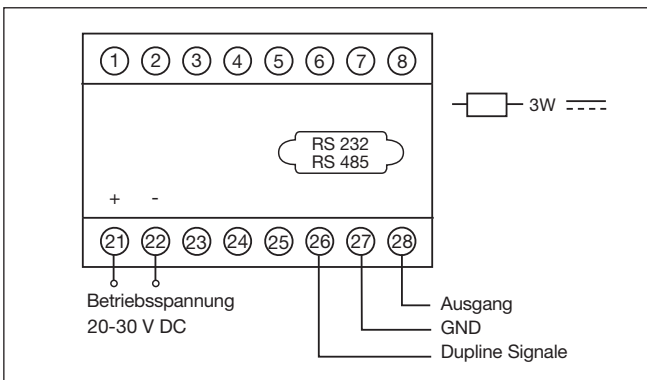 1 2 3 4 5 6 7 8
3W
RS 232
RS 485
+ -
21 22 23 24 25 26 27 28
Betriebsspannung
20-30 V DC
Ausgang
GND
Dupline Signale